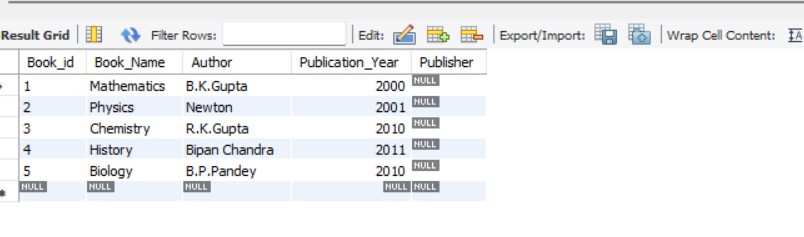 Result Grid Filter Rows: Edit: Export/Import: Wrap Cell Content: IA
Book_id Book_Name Author Publication_Year Publisher
1 Mathematics B.K.Gupta 2000 NULL
2 Physics Newton 2001 NULL
3 Chemistry R.K.Gupta 2010 NULL
4 History Bipan Chandra 2011 NULL
5 Biology B.P.Pandey 2010 NULL
NULL NULL NULL NULL NULL